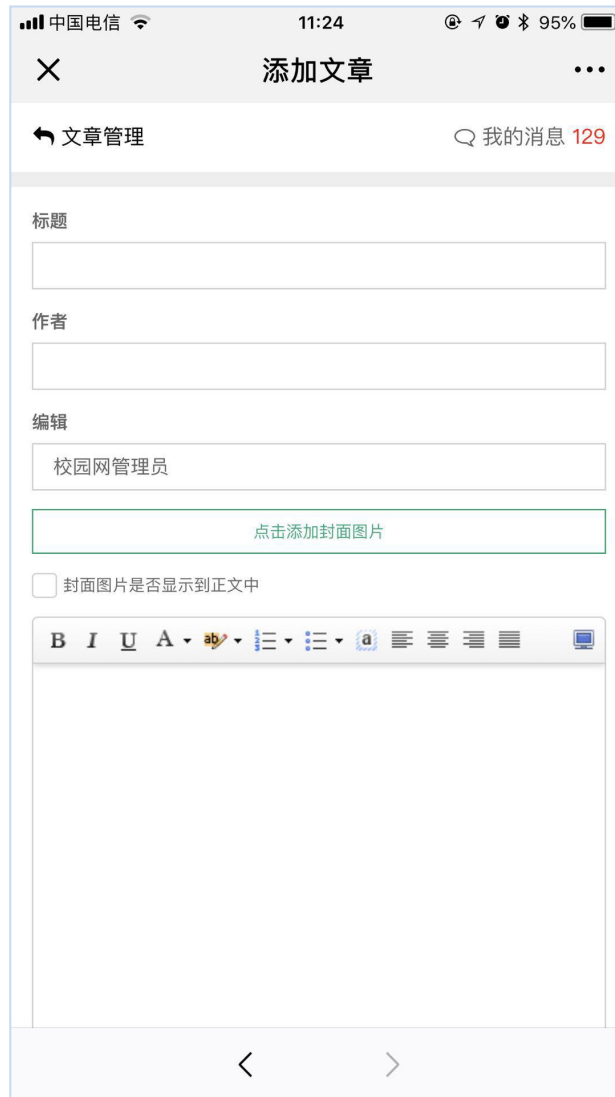 中国电信 11:24 95%
添加文章
文章管理 我的消息 129
标题
作者
编辑
校园网管理员
点击添加封面图片
封面图片是否显示到正文中
B I U A ab a